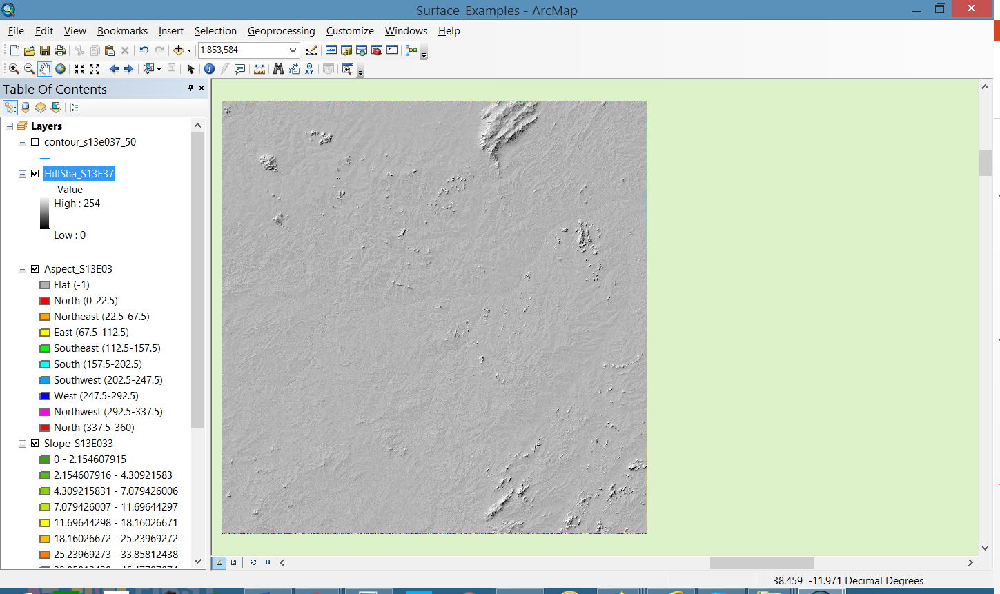 Surface_Examples - ArcMap
File Edit View Bookmarks Insert Selection Geoprocessing Customize Windows Help
1:853,584
XY
Table Of Contents
Layers
contour_s13e037_50
HillSha_S13E37
Value
High : 254
Low : 0
Aspect_S13E03
Flat (-1)
North (0-22.5)
Northeast (22.5-67.5)
East (67.5-112.5)
Southeast (112.5-157.5)
South (157.5-202.5)
Southwest (202.5-247.5)
West (247.5-292.5)
Northwest (292.5-337.5)
North (337.5-360)
Slope_S13E033
0 - 2.154607915
2.154607916 - 4.30921583
4.309215831 - 7.079426006
7.079426007 - 11.69644297
11.69644298 - 18.16026671
18.16026672 - 25.23969272
25.23969273 - 33.85812438
38.459 -11.971 Decimal Degrees